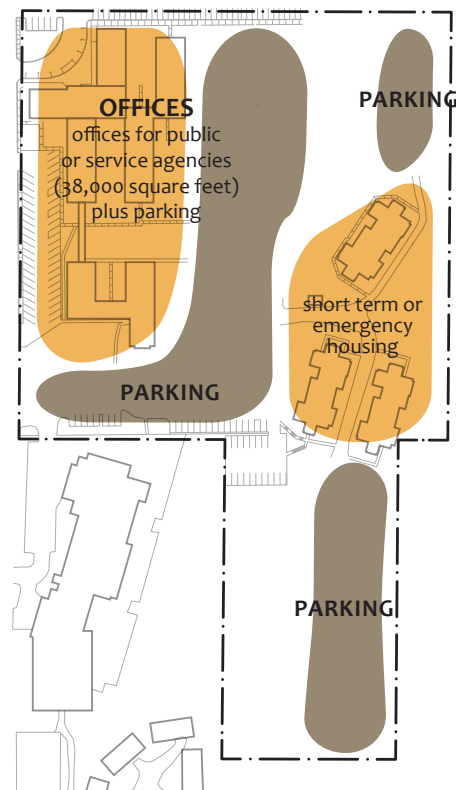 PARKING
OFFICES
offices for public
or service agencies
(38,000 square feet)
plus parking
short term or
emergency
housing
PARKING
PARKING